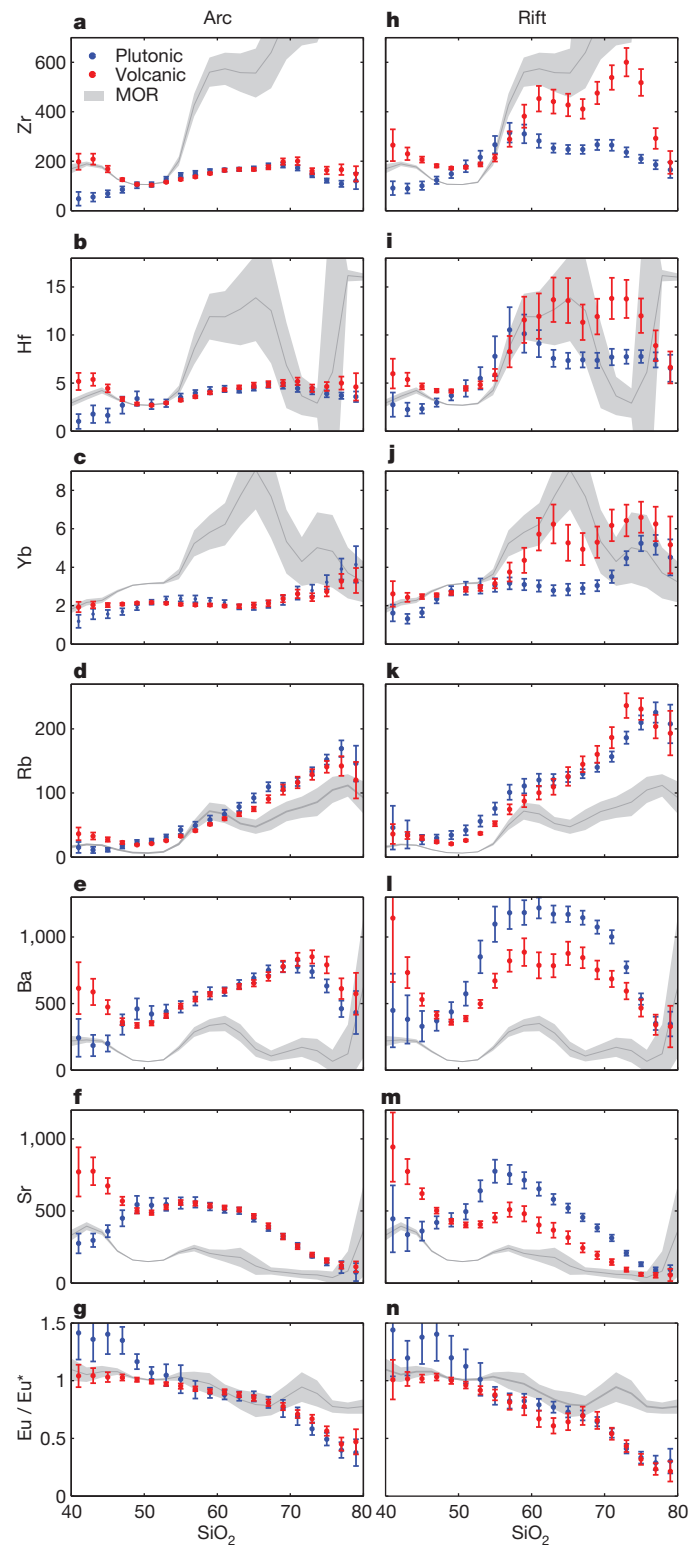 Arc
Rift
a
Plutonic
Volcanic
MOR
Zr
600
400
200
0
h
b
Hf
15
10
5
0
i
c
Yb
8
6
4
2
0
j
d
Rb
200
100
0
k
e
Ba
1,000
500
0
l
f
Sr
1,000
500
0
m
g
Eu / Eu*
1.5
1
0.5
0
40 50 60 70 80
SiO₂
n
40 50 60 70 80
SiO₂